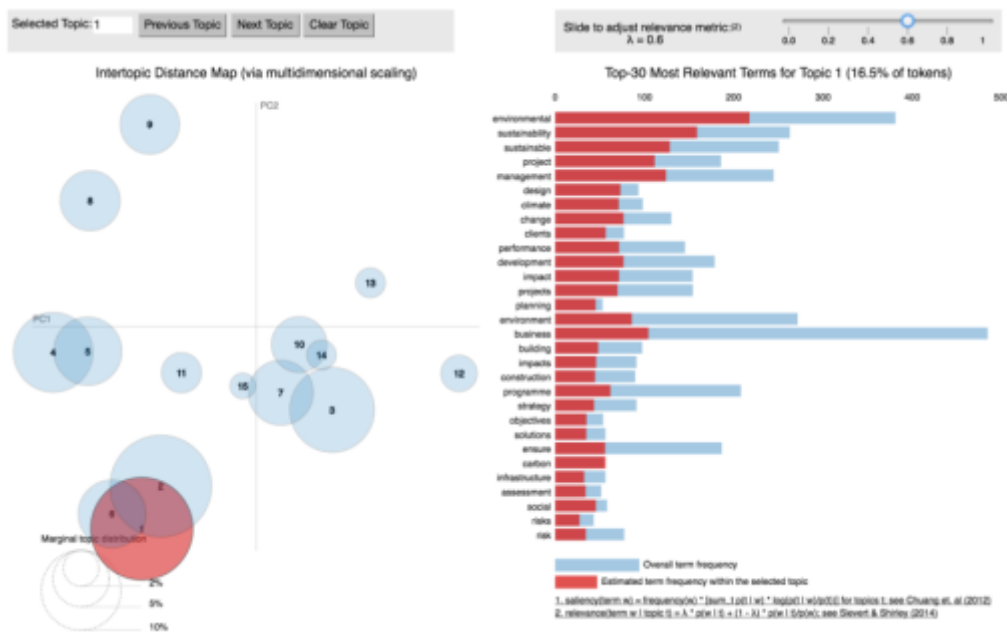 Selected Topic: 1 Previous Topic Next Topic Clear Topic
Slide to adjust relevance metric:(2)
λ = 0.6
0.0 0.2 0.4 0.6 0.8 1
Intertopic Distance Map (via multidimensional scaling)
PC2
PC1
9
8
13
4
5
10
14
11
12
15
7
3
2
6
1
Marginal topic distribution
2%
5%
10%
Top-30 Most Relevant Terms for Topic 1 (16.5% of tokens)
0 100 200 300 400 500
environmental
sustainability
sustainable
project
management
design
climate
change
clients
performance
development
impact
projects
planning
environment
business
building
impacts
construction
programme
strategy
objectives
solutions
ensure
carbon
infrastructure
assessment
social
risks
risk
Overall term frequency
Estimated term frequency within the selected topic
1. saliency(term w) = frequency(w) * [sum_t p(t | w) * log(p(t | w)/p(t))] for topics t; see Chuang et. al (2012)
2. relevance(term w | topic t) = λ * p(w | t) + (1 - λ) * p(w | t)/p(w); see Sievert & Shirley (2014)